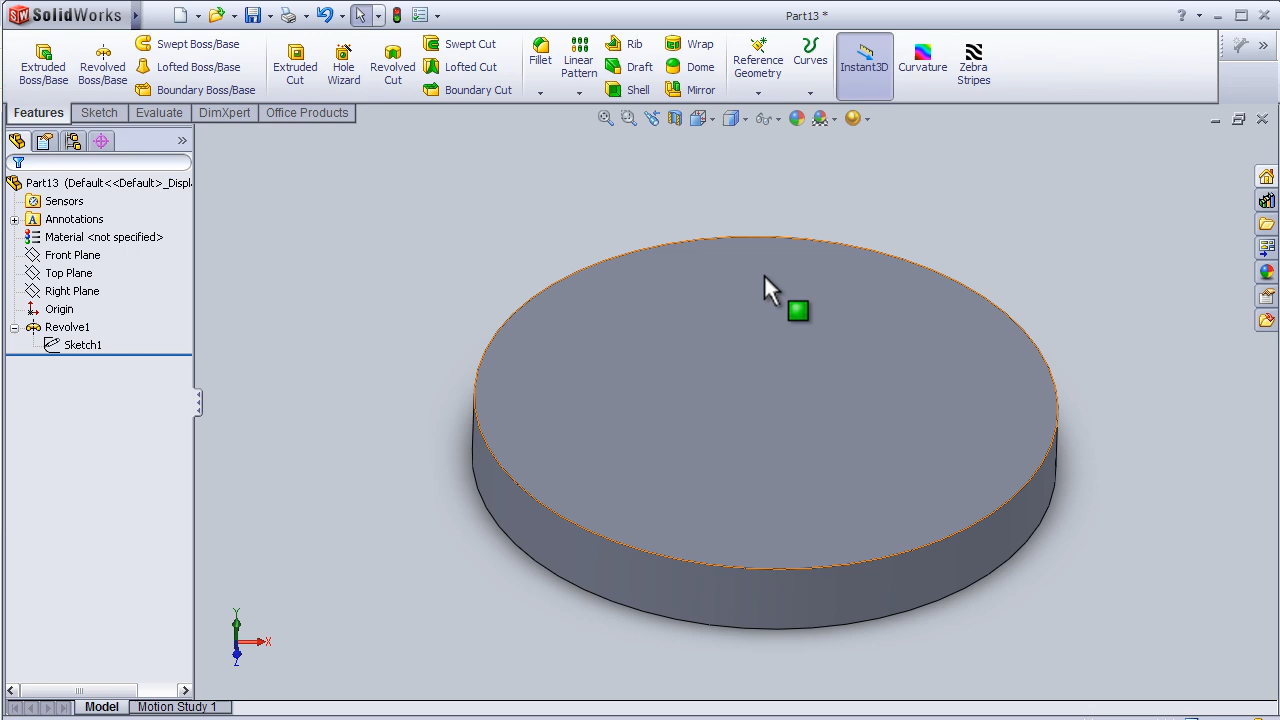 SW SolidWorks
Part13 *
Extruded Boss/Base
Revolved Boss/Base
Swept Boss/Base
Lofted Boss/Base
Boundary Boss/Base
Extruded Cut
Hole Wizard
Revolved Cut
Swept Cut
Lofted Cut
Boundary Cut
Fillet
Linear Pattern
Rib
Draft
Shell
Wrap
Dome
Mirror
Reference Geometry
Curves
Instant3D
Curvature
Zebra Stripes
Features
Sketch
Evaluate
DimXpert
Office Products
Part13 (Default<<Default>_Displ
Sensors
A Annotations
Material <not specified>
Front Plane
Top Plane
Right Plane
Origin
Revolve1
Sketch1
Y
X
Z
Model
Motion Study 1